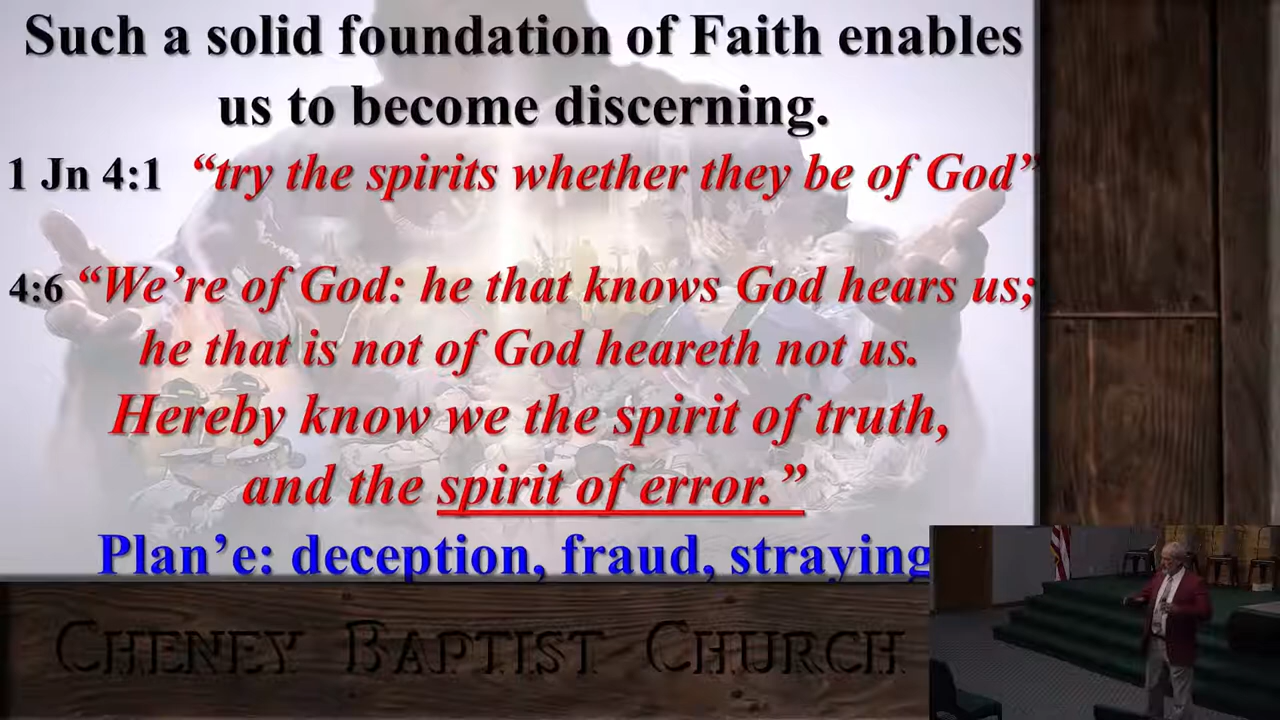 Such a solid foundation of Faith enables
us to become discerning.
1 Jn 4:1 “try the spirits whether they be of God”
4:6 “We’re of God: he that knows God hears us;
he that is not of God heareth not us.
Hereby know we the spirit of truth,
and the spirit of error.”
Plan’e: deception, fraud, straying
CHENEY BAPTIST CHURCH